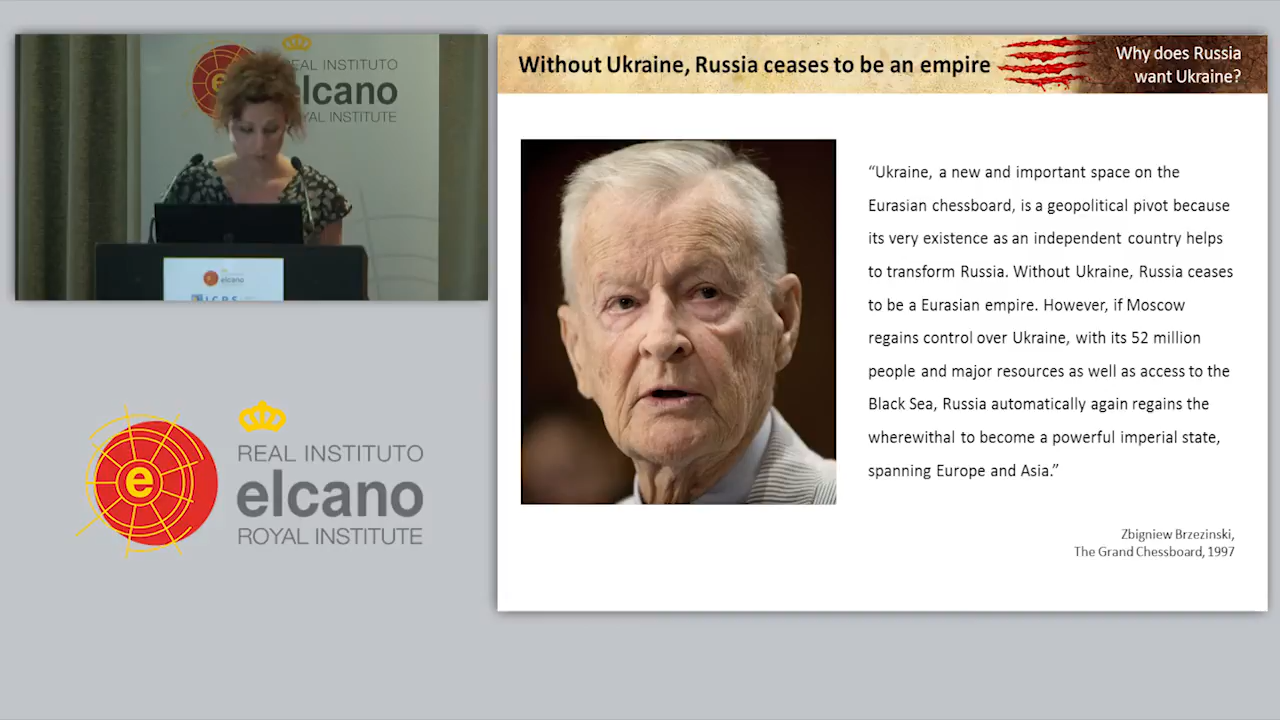 REAL INSTITUTO
elcano
ROYAL INSTITUTE
elcano
Without Ukraine, Russia ceases to be an empire
Why does Russia
want Ukraine?
“Ukraine, a new and important space on the
Eurasian chessboard, is a geopolitical pivot because
its very existence as an independent country helps
to transform Russia. Without Ukraine, Russia ceases
to be a Eurasian empire. However, if Moscow
regains control over Ukraine, with its 52 million
people and major resources as well as access to the
Black Sea, Russia automatically again regains the
wherewithal to become a powerful imperial state,
spanning Europe and Asia.”
Zbigniew Brzezinski,
The Grand Chessboard, 1997
e
REAL INSTITUTO
elcano
ROYAL INSTITUTE